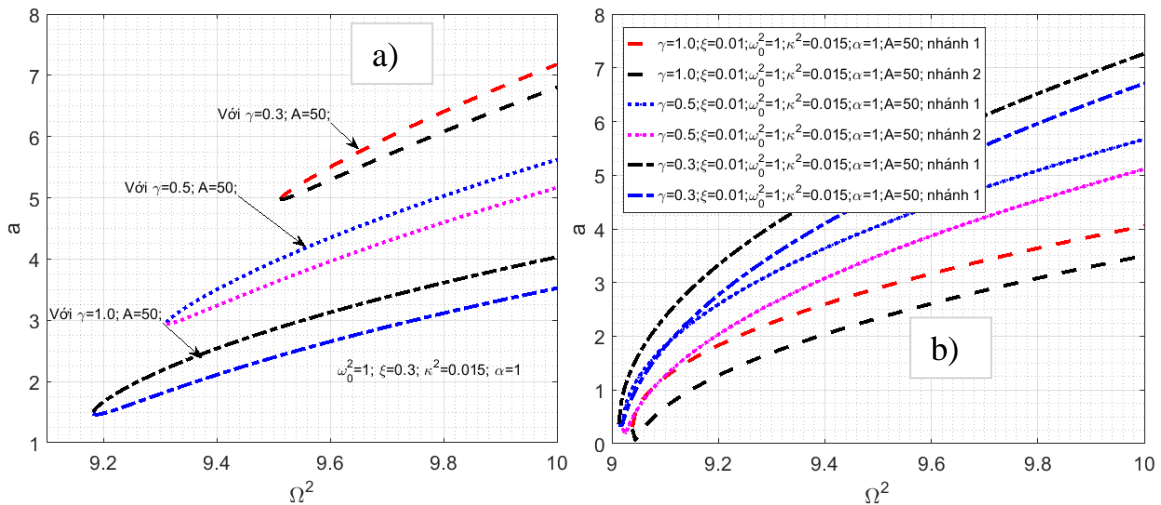 a)
8
7
6
5
4
3
2
1
a
Với γ=0.3; A=50;
Với γ=0.5; A=50;
Với γ=1.0; A=50;
ω₀²=1; ξ=0.3; κ²=0.015; α=1
9.2
9.4
9.6
9.8
10
Ω²
8
7
6
5
4
3
2
1
0
a
γ=1.0;ξ=0.01;ω₀²=1;κ²=0.015;α=1;A=50; nhánh 1
γ=1.0;ξ=0.01;ω₀²=1;κ²=0.015;α=1;A=50; nhánh 2
γ=0.5;ξ=0.01;ω₀²=1;κ²=0.015;α=1;A=50; nhánh 1
γ=0.5;ξ=0.01;ω₀²=1;κ²=0.015;α=1;A=50; nhánh 2
γ=0.3;ξ=0.01;ω₀²=1;κ²=0.015;α=1;A=50; nhánh 1
γ=0.3;ξ=0.01;ω₀²=1;κ²=0.015;α=1;A=50; nhánh 1
b)
9
9.2
9.4
9.6
9.8
10
Ω²